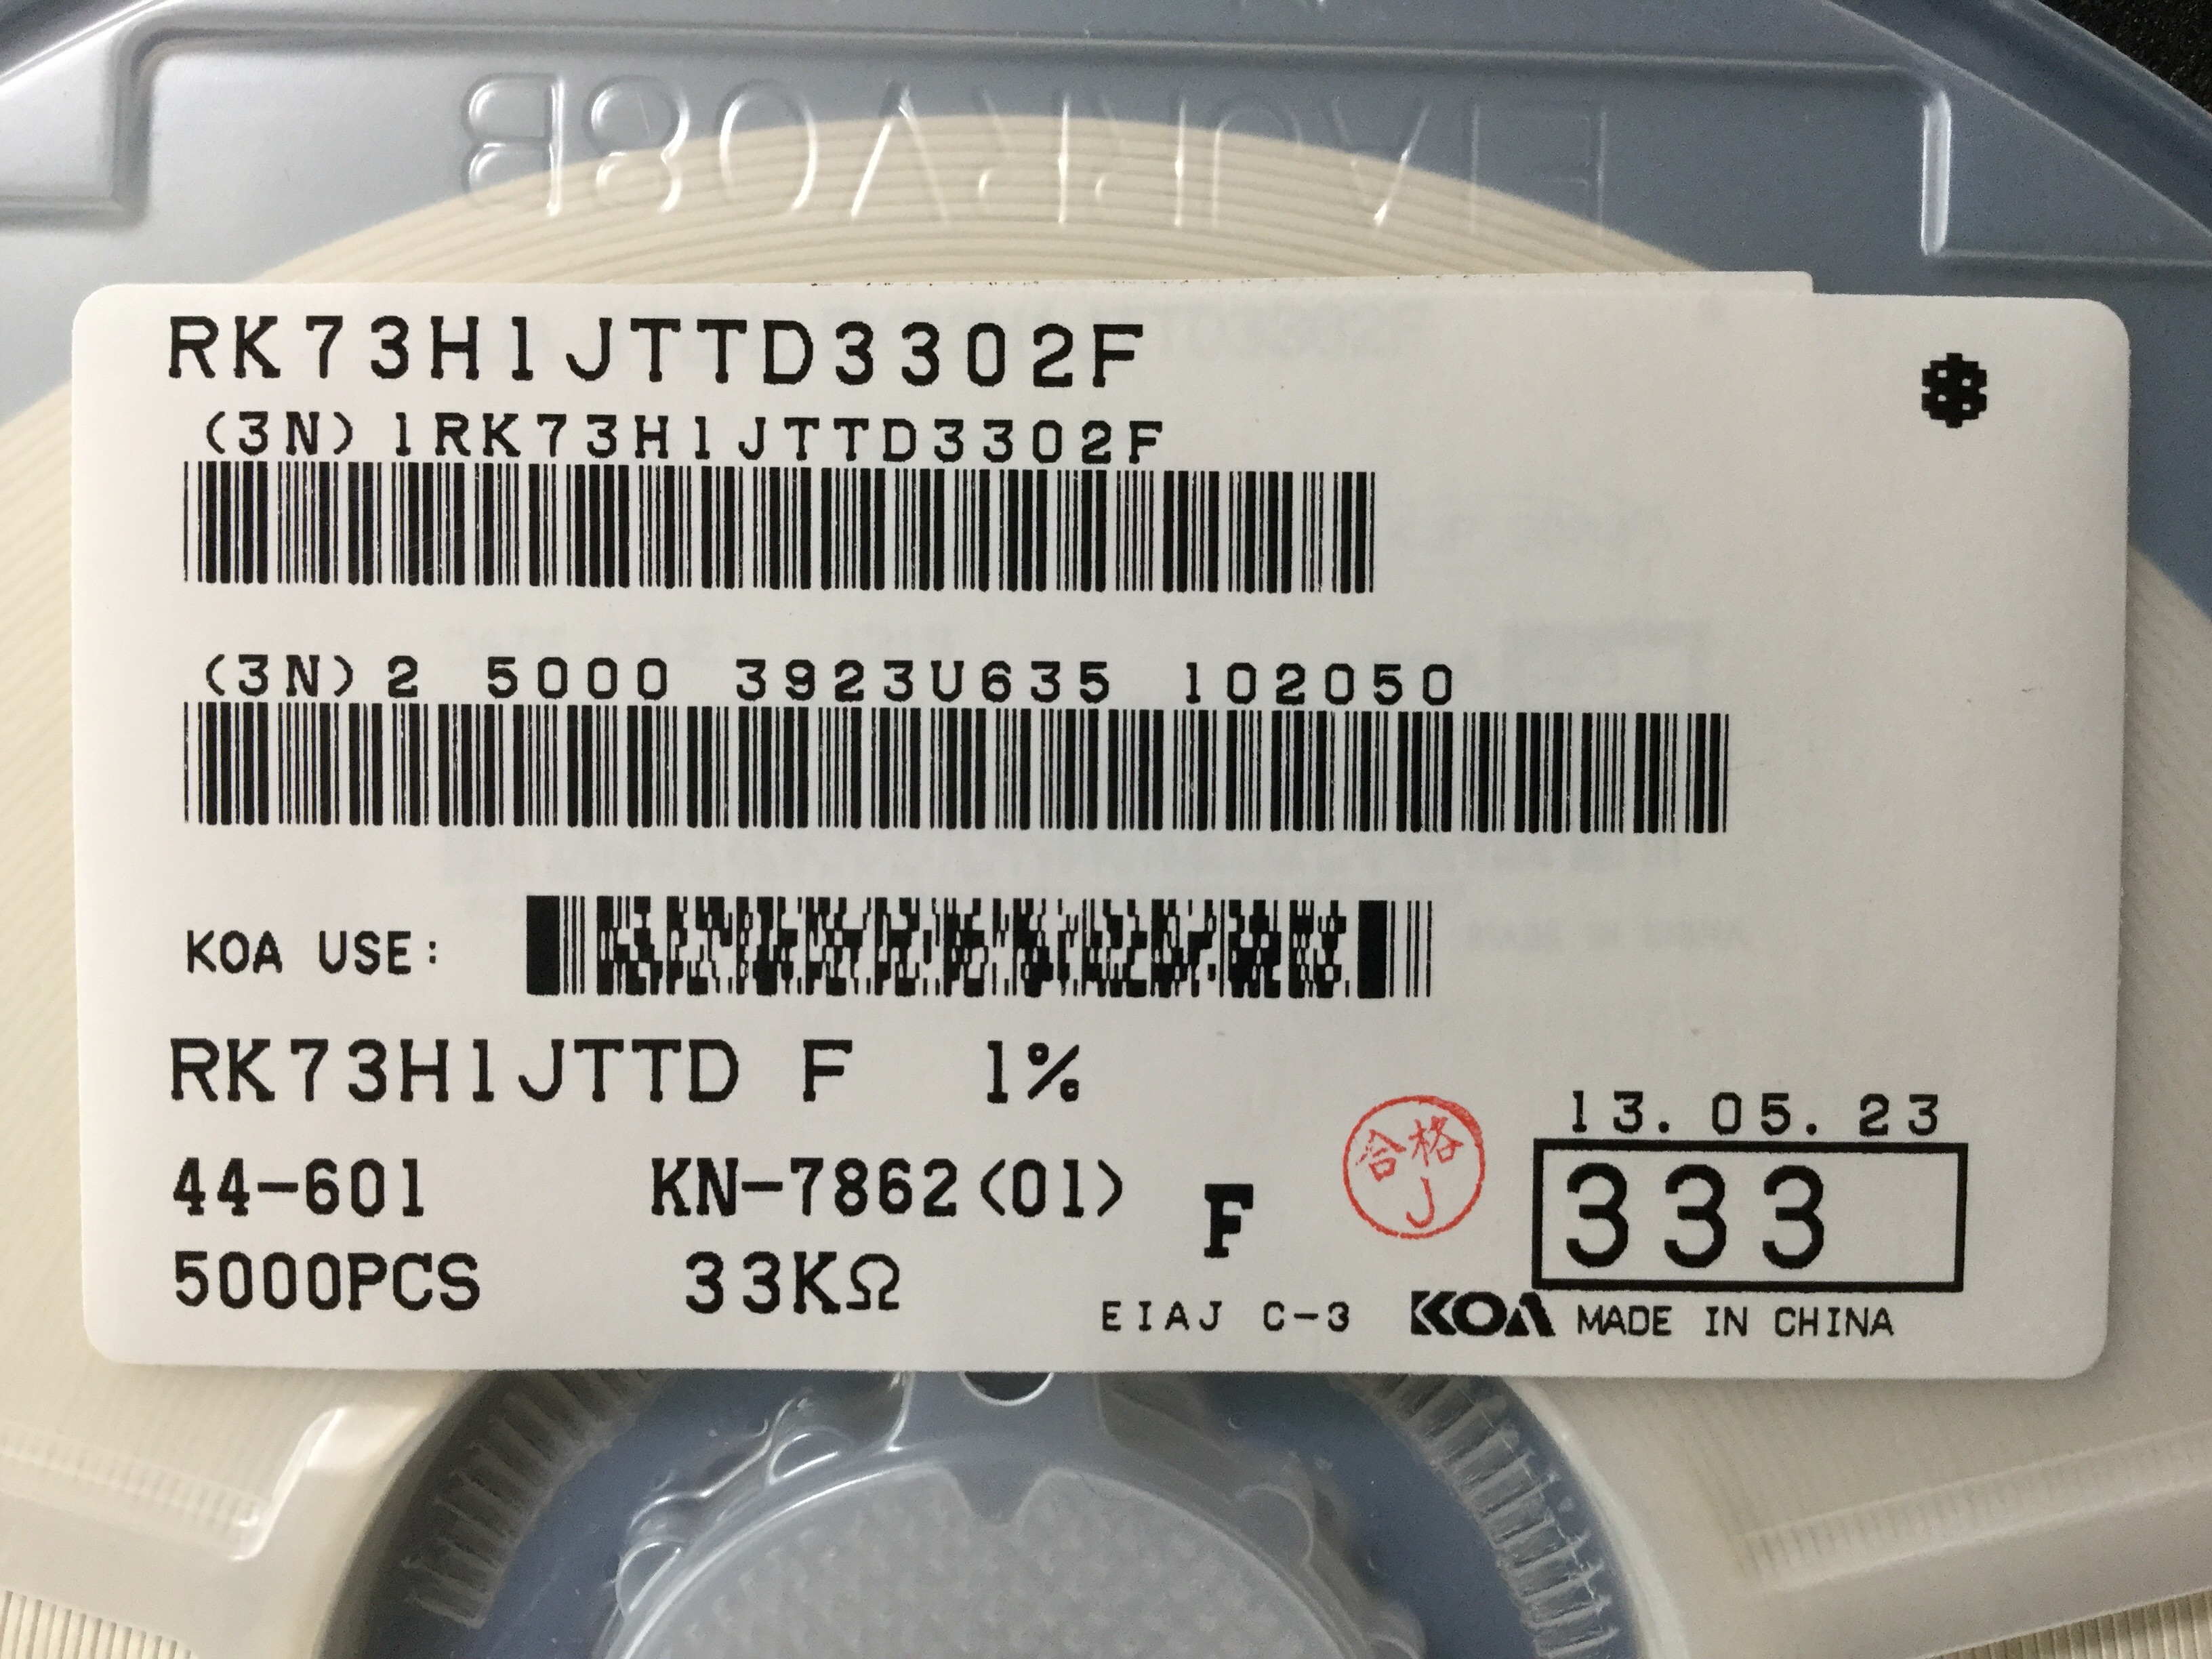 EIAJRRV08B
RK73H1JTTD3302F
*
(3N)1RK73H1JTTD3302F
(3N)2 5000 3923U635 102050
KOA USE:
RK73H1JTTD F 1%
13.05.23
44-601 KN-7862(01) F 合格 J 333
5000PCS 33KΩ
EIAJ C-3 KOA MADE IN CHINA